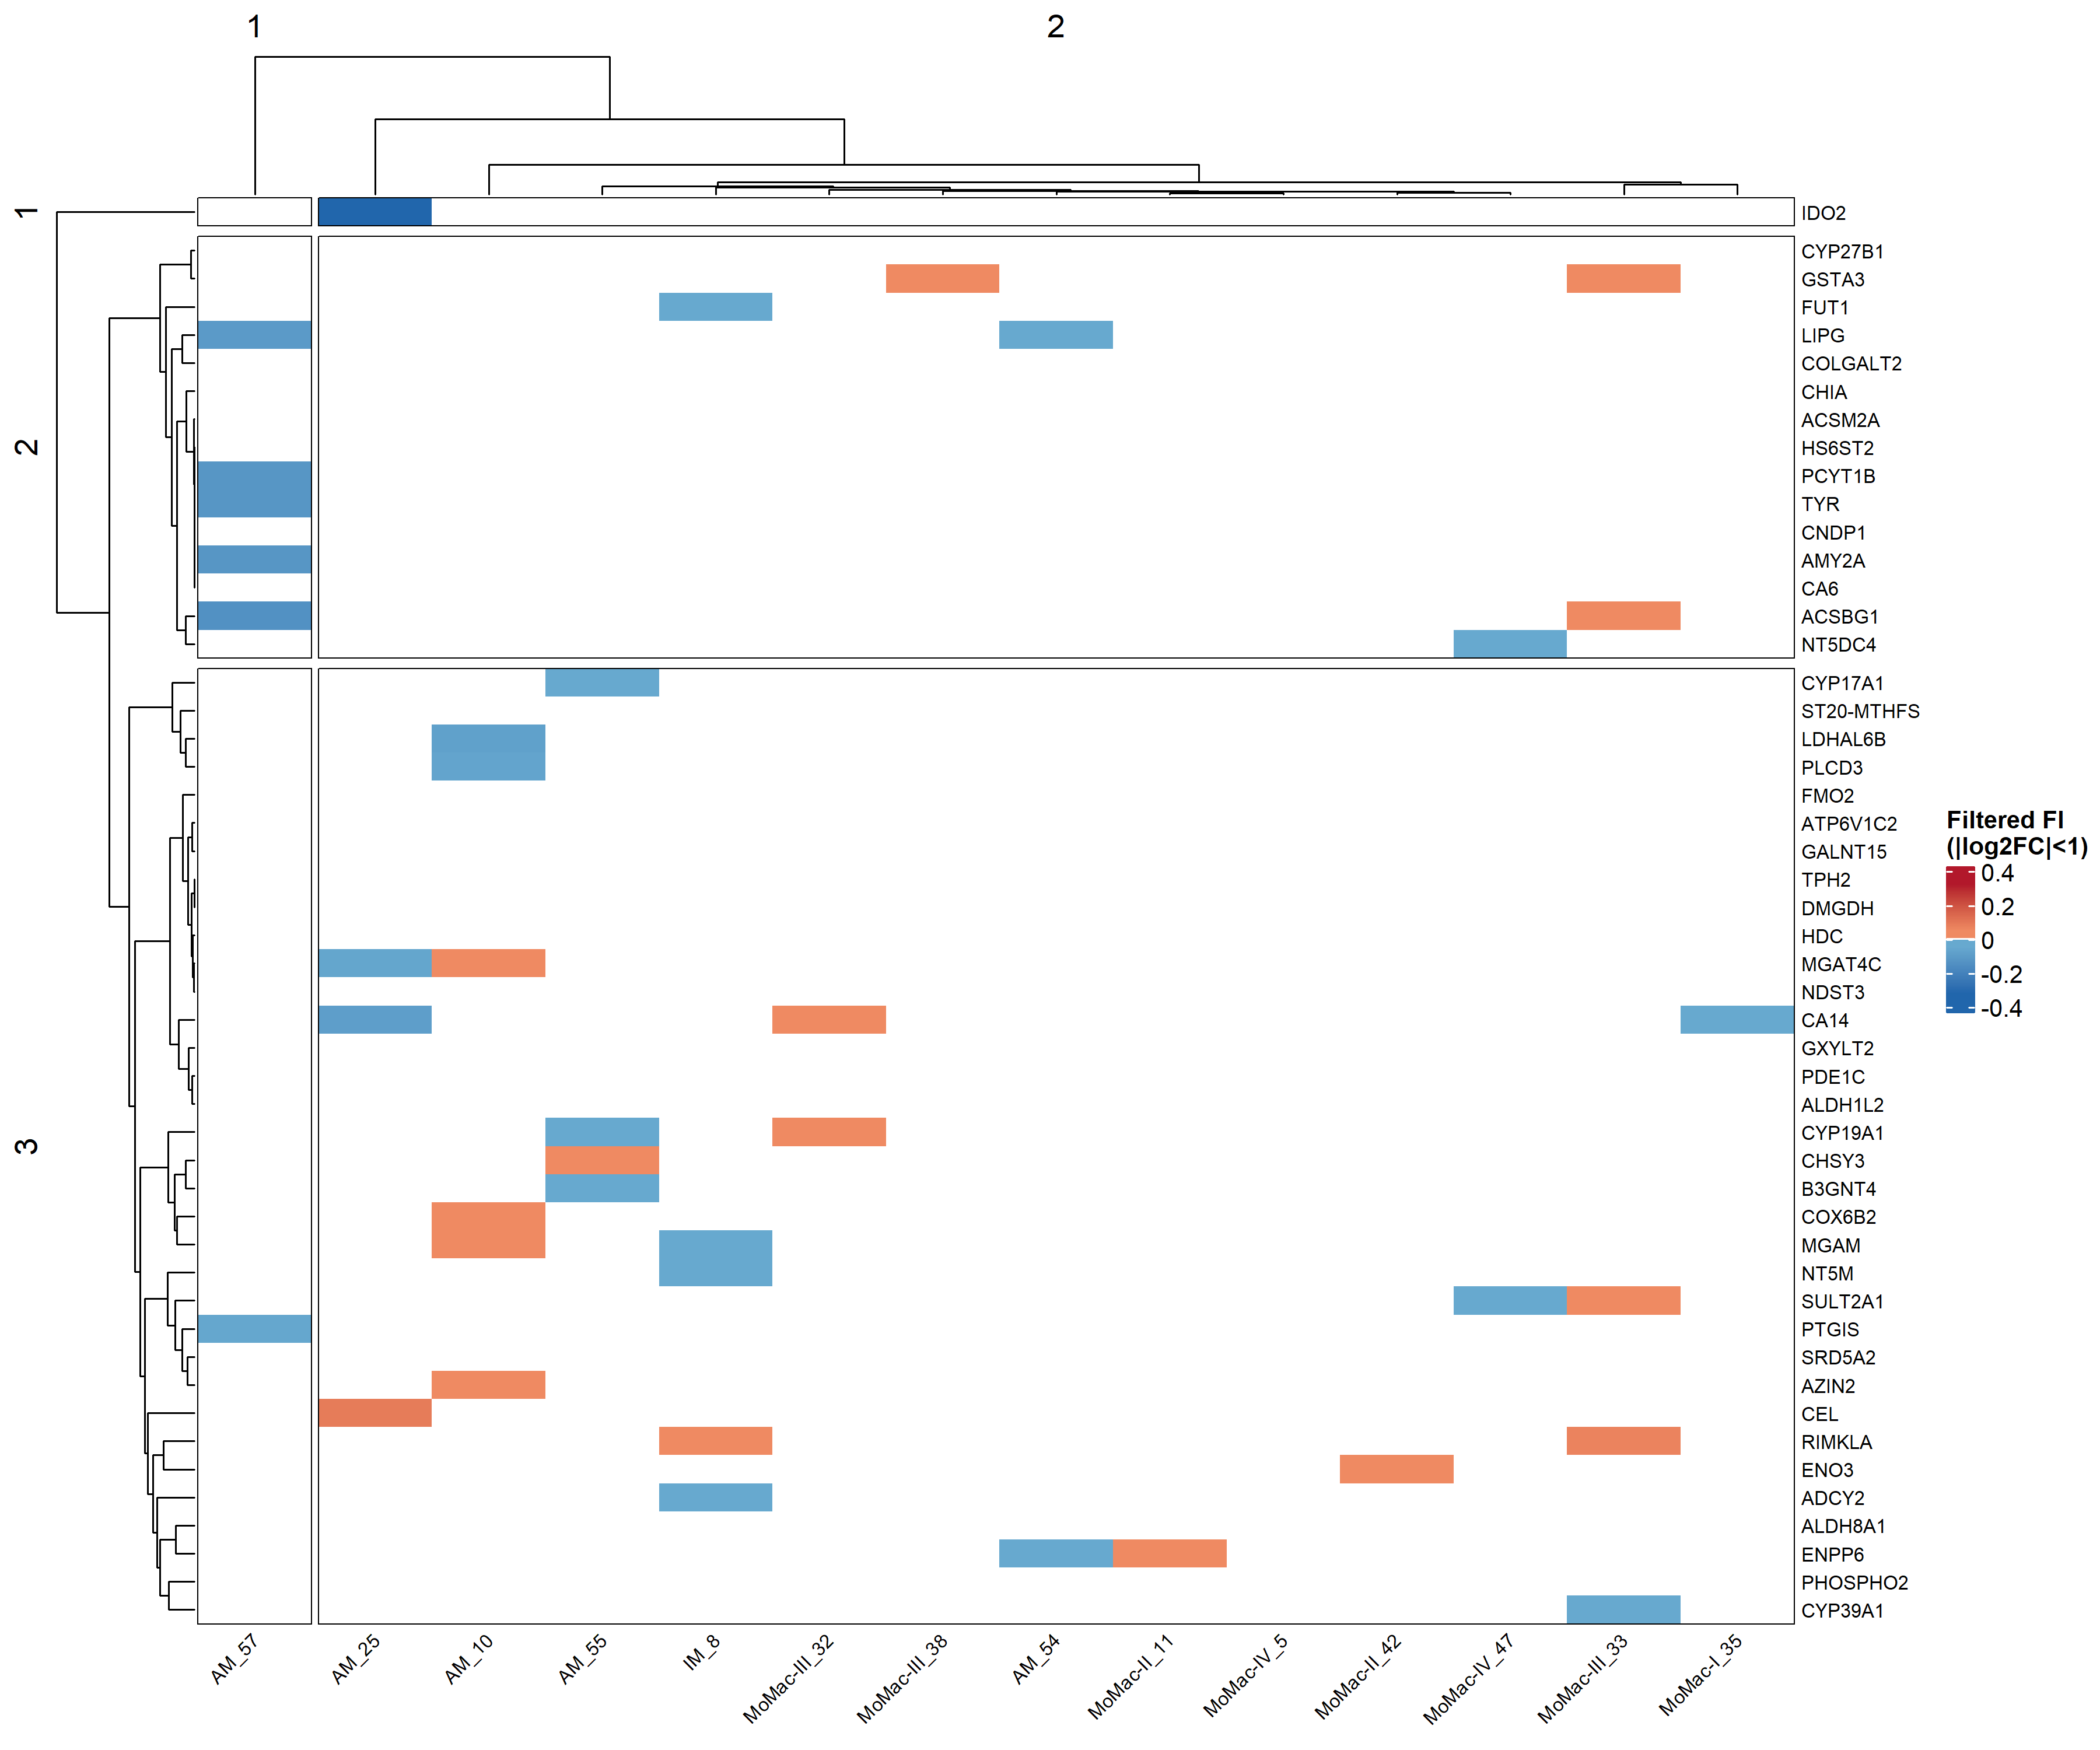 1
2
1
2
3
IDO2
CYP27B1
GSTA3
FUT1
LIPG
COLGALT2
CHIA
ACSM2A
HS6ST2
PCYT1B
TYR
CNDP1
AMY2A
CA6
ACSBG1
NT5DC4
CYP17A1
ST20-MTHFS
LDHAL6B
PLCD3
FMO2
ATP6V1C2
GALNT15
TPH2
DMGDH
HDC
MGAT4C
NDST3
CA14
GXYLT2
PDE1C
ALDH1L2
CYP19A1
CHSY3
B3GNT4
COX6B2
MGAM
NT5M
SULT2A1
PTGIS
SRD5A2
AZIN2
CEL
RIMKLA
ENO3
ADCY2
ALDH8A1
ENPP6
PHOSPHO2
CYP39A1
AM_57
AM_25
AM_10
AM_55
IM_8
MoMac-III_32
MoMac-III_38
AM_54
MoMac-II_11
MoMac-IV_5
MoMac-II_42
MoMac-IV_47
MoMac-III_33
MoMac-I_35
Filtered FI
(|log2FC|<1)
0.4
0.2
0
-0.2
-0.4